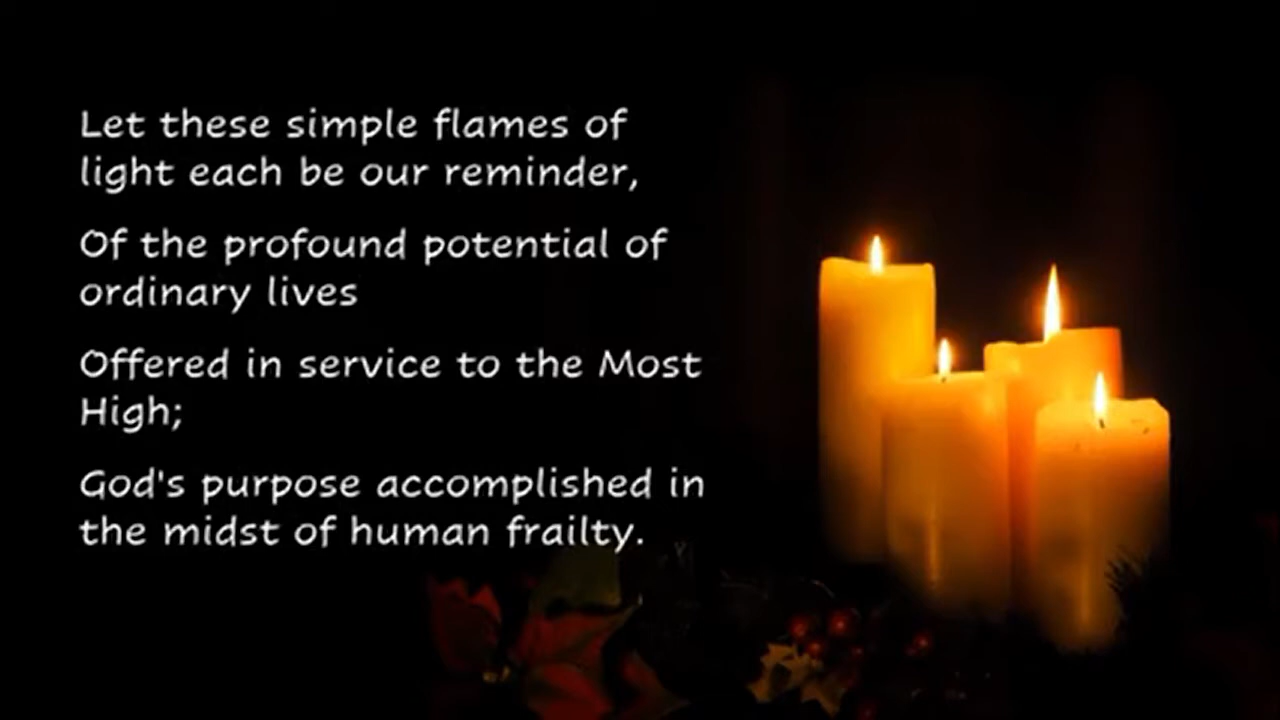 Let these simple flames of
light each be our reminder,
Of the profound potential of
ordinary lives
Offered in service to the Most
High;
God's purpose accomplished in
the midst of human frailty.